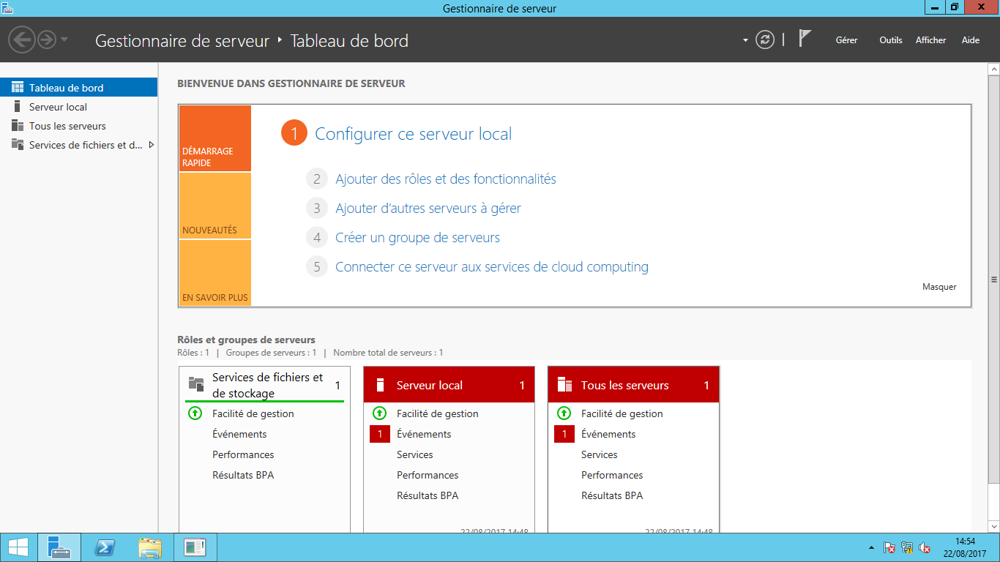 Gestionnaire de serveur
Gestionnaire de serveur ‣ Tableau de bord
Gérer Outils Afficher Aide
Tableau de bord
Serveur local
Tous les serveurs
Services de fichiers et d...
BIENVENUE DANS GESTIONNAIRE DE SERVEUR
DÉMARRAGE
RAPIDE
NOUVEAUTÉS
EN SAVOIR PLUS
1 Configurer ce serveur local
2 Ajouter des rôles et des fonctionnalités
3 Ajouter d’autres serveurs à gérer
4 Créer un groupe de serveurs
5 Connecter ce serveur aux services de cloud computing
Masquer
Rôles et groupes de serveurs
Rôles : 1 | Groupes de serveurs : 1 | Nombre total de serveurs : 1
Services de fichiers et
de stockage 1
Facilité de gestion
Événements
Performances
Résultats BPA
Serveur local 1
Facilité de gestion
1 Événements
Services
Performances
Résultats BPA
22/08/2017 14:48
Tous les serveurs 1
Facilité de gestion
1 Événements
Services
Performances
Résultats BPA
22/08/2017 14:48
14:54
22/08/2017